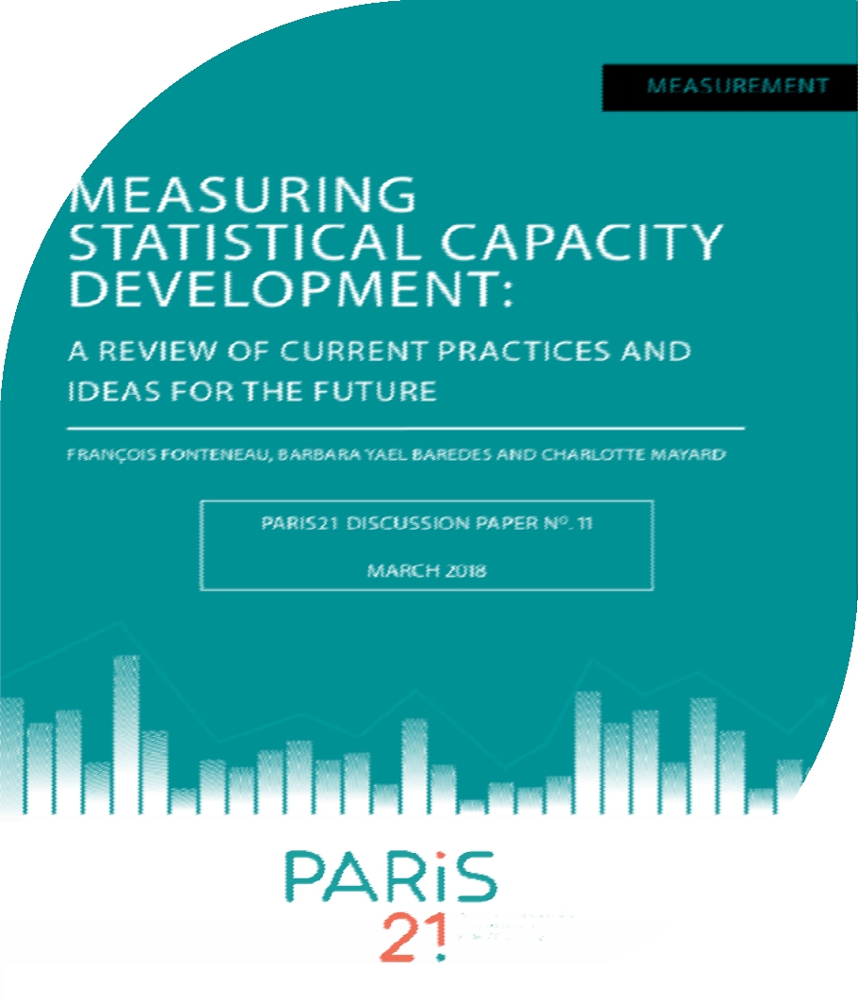 MEASUREMENT
MEASURING
STATISTICAL CAPACITY
DEVELOPMENT:
A REVIEW OF CURRENT PRACTICES AND
IDEAS FOR THE FUTURE
FRANÇOIS FONTENEAU, BARBARA YAEL BAREDES AND CHARLOTTE MAYARD
PARIS21 DISCUSSION PAPER Nº. 11
MARCH 2018
PARiS
21